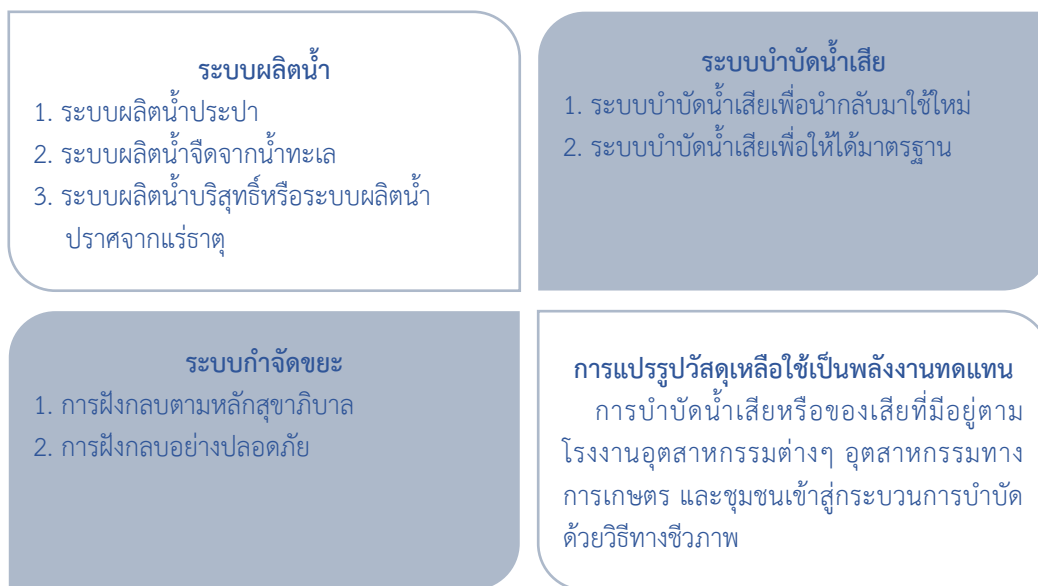 ระบบผลิตน้ำ
1. ระบบผลิตน้ำประปา
2. ระบบผลิตน้ำจืดจากน้ำทะเล
3. ระบบผลิตน้ำบริสุทธิ์หรือระบบผลิตน้ำ
ปราศจากแร่ธาตุ
ระบบบำบัดน้ำเสีย
1. ระบบบำบัดน้ำเสียเพื่อนำกลับมาใช้ใหม่
2. ระบบบำบัดน้ำเสียเพื่อให้ได้มาตรฐาน
ระบบกำจัดขยะ
1. การฝังกลบตามหลักสุขาภิบาล
2. การฝังกลบอย่างปลอดภัย
การแปรรูปวัสดุเหลือใช้เป็นพลังงานทดแทน
การบำบัดน้ำเสียหรือของเสียที่มีอยู่ตาม
โรงงานอุตสาหกรรมต่างๆ อุตสาหกรรมทาง
การเกษตร และชุมชนเข้าสู่กระบวนการบำบัด
ด้วยวิธีทางชีวภาพ